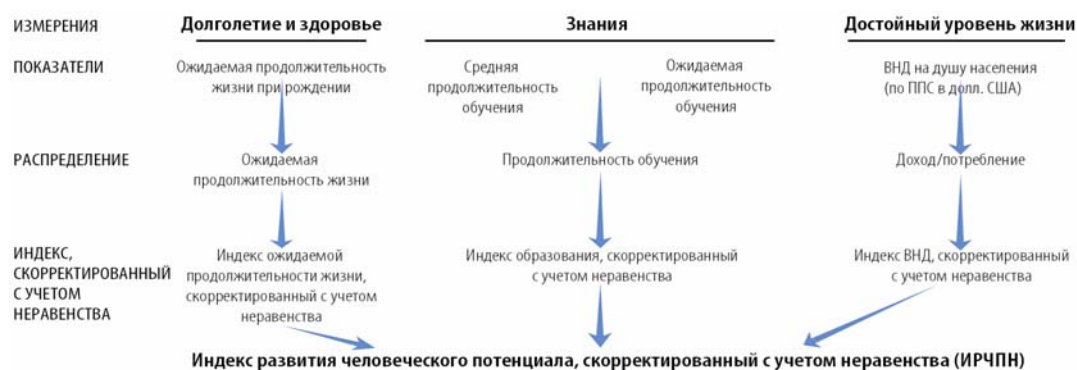 ИЗМЕРЕНИЯ
Долголетие и здоровье
Знания
Достойный уровень жизни
ПОКАЗАТЕЛИ
Ожидаемая продолжительность
жизни при рождении
Средняя
продолжительность
обучения
Ожидаемая
продолжительность
обучения
ВНД на душу населения
(по ППС в долл. США)
РАСПРЕДЕЛЕНИЕ
Ожидаемая
продолжительность жизни
Продолжительность обучения
Доход/потребление
ИНДЕКС,
СКОРРЕКТИРОВАННЫЙ
С УЧЕТОМ
НЕРАВЕНСТВА
Индекс ожидаемой
продолжительности жизни,
скорректированный с учетом
неравенства
Индекс образования, скорректированный
с учетом неравенства
Индекс ВНД, скорректированный
с учетом неравенства
Индекс развития человеческого потенциала, скорректированный с учетом неравенства (ИРЧПН)